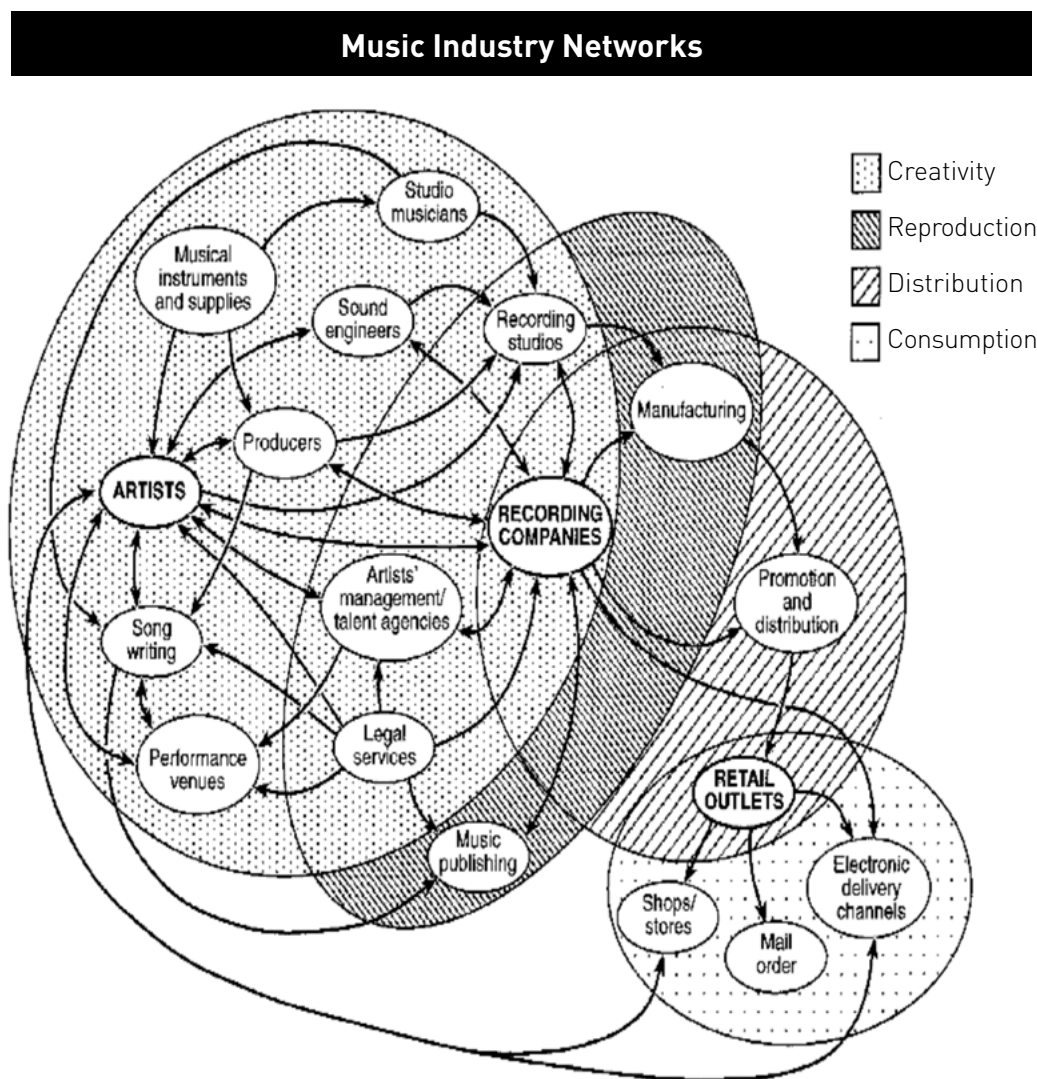 Music Industry Networks
Creativity
Reproduction
Distribution
Consumption
Studio
musicians
Musical
instruments
and supplies
Sound
engineers
Recording
studios
Manufacturing
Producers
ARTISTS
RECORDING
COMPANIES
Artists'
management/
talent agencies
Promotion
and
distribution
Song
writing
Legal
services
Performance
venues
RETAIL
OUTLETS
Music
publishing
Electronic
delivery
channels
Shops/
stores
Mail
order